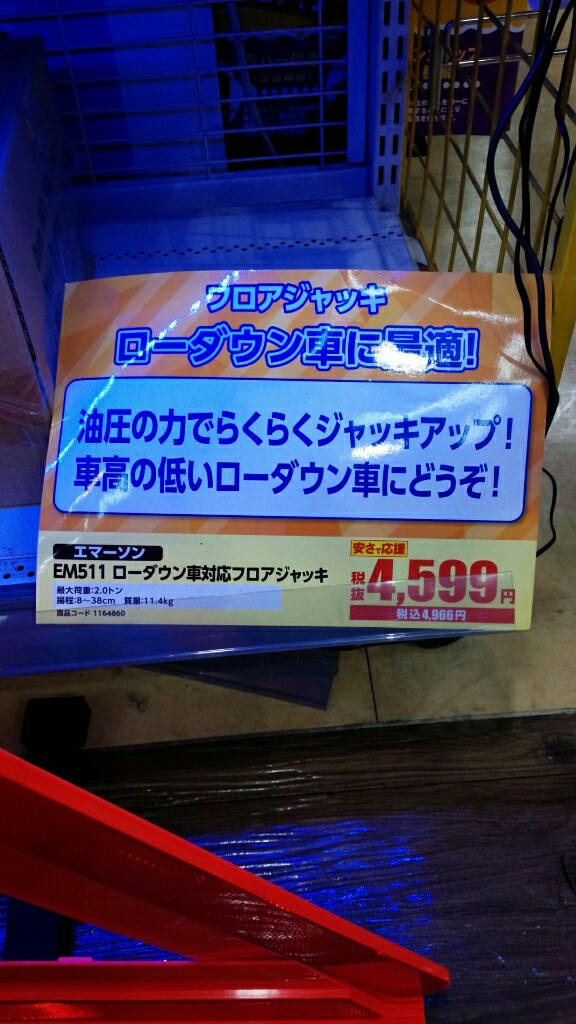 フロアジャッキ
ローダウン車に最適!
油圧の力でらくらくジャッキアップ!
車高の低いローダウン車にどうぞ!
エマーソン
EM511 ローダウン車対応フロアジャッキ
最大荷重:2.0トン
揚程:8～38cm 質量:11.4kg
商品コード 1164860
安さで応援
税抜 4,599円
税込4,966円